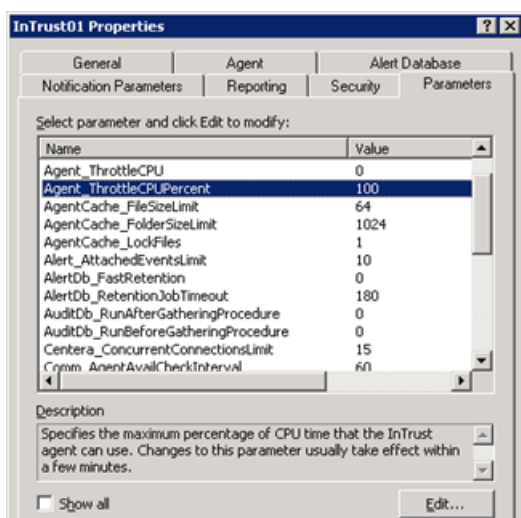 InTrust01 Properties
General Agent Alert Database
Notification Parameters Reporting Security Parameters
Select parameter and click Edit to modify:
Name Value
Agent_ThrottleCPU 0
Agent_ThrottleCPUPercent 100
AgentCache_FileSizeLimit 64
AgentCache_FolderSizeLimit 1024
AgentCache_LockFiles 1
Alert_AttachedEventsLimit 10
AlertDb_FastRetention 0
AlertDb_RetentionJobTimeout 180
AuditDb_RunAfterGatheringProcedure 0
AuditDb_RunBeforeGatheringProcedure 0
Centera_ConcurrentConnectionsLimit 15
Comm_AgentAvailCheckInterval 60
Description
Specifies the maximum percentage of CPU time that the InTrust
agent can use. Changes to this parameter usually take effect within
a few minutes.
Show all Edit...